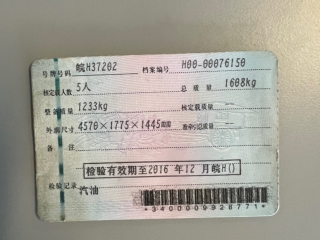 号牌号码 皖H37202 档案编号 H00-00076150
核定载人数 5人 总质量 1608kg
整备质量 1233kg 核定载质量 --
外廓尺寸 4570×1775×1445 准牵引总质量 --
备注
检验有效期至2016年12月皖H()
检验记录 汽油
*3400009928771*